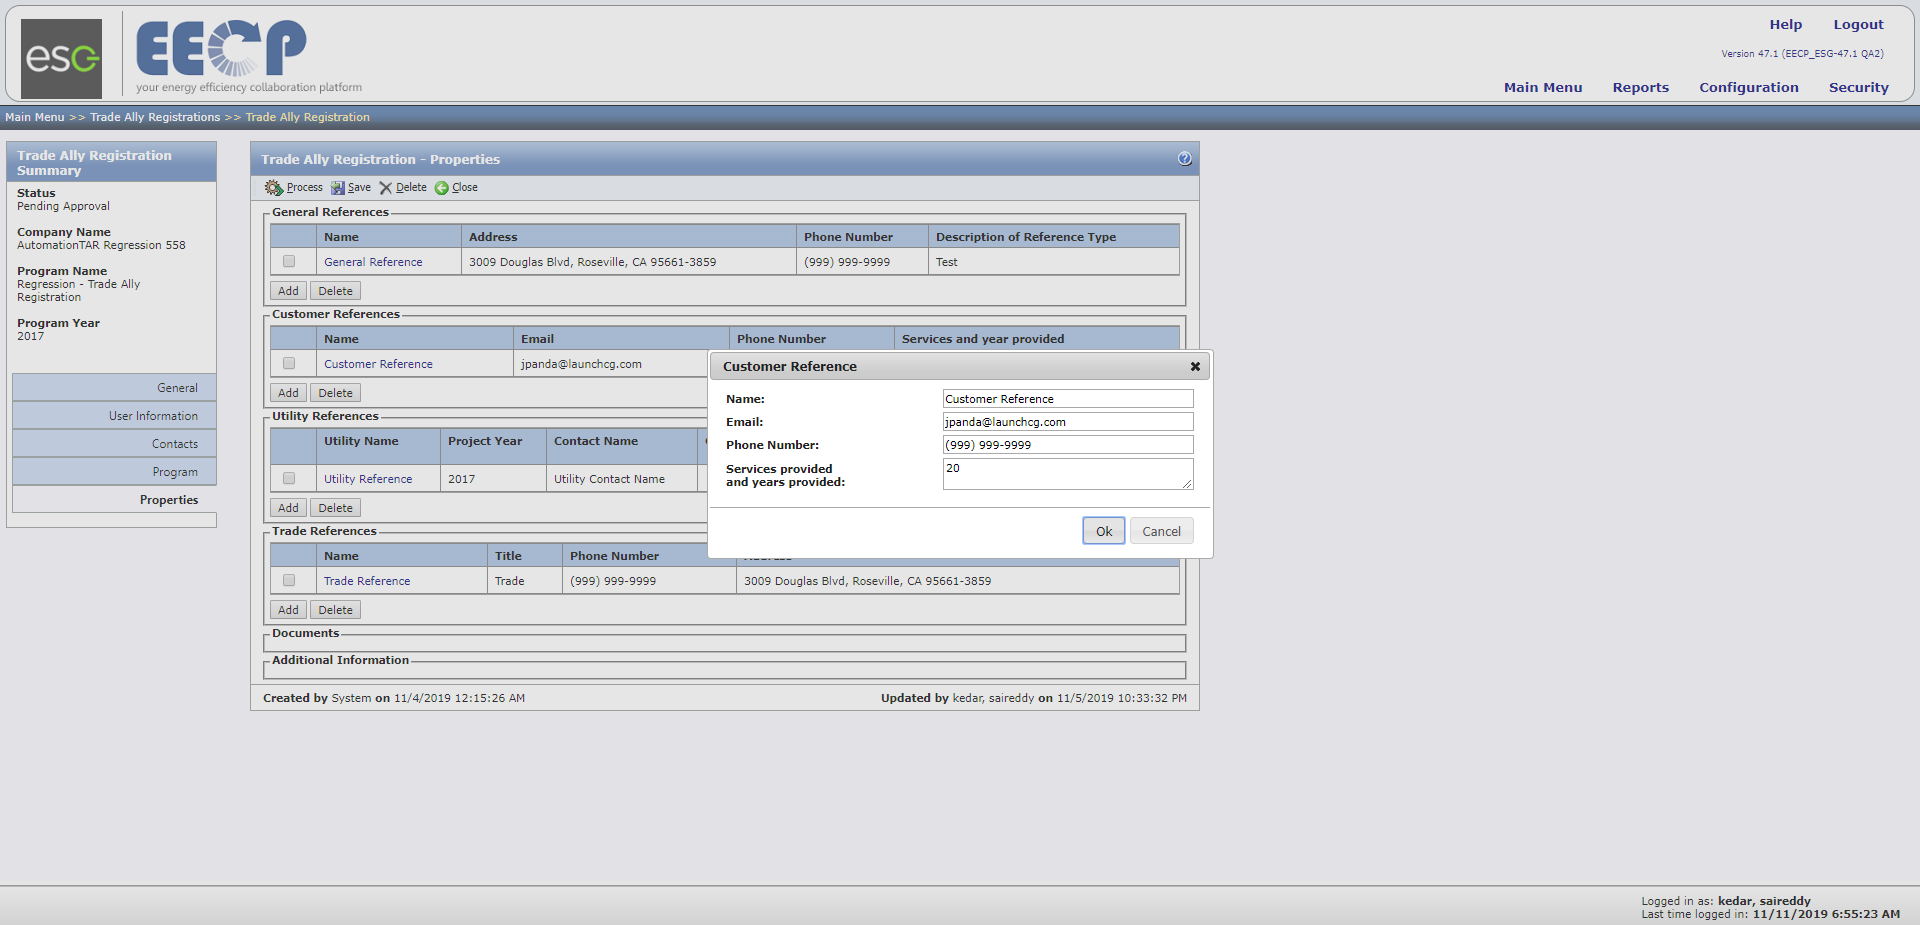 esg
EECP
your energy efficiency collaboration platform
Help Logout
Version 47.1 (EECP_ESG-47.1 QA2)
Main Menu Reports Configuration Security
Main Menu >> Trade Ally Registrations >> Trade Ally Registration
Trade Ally Registration
Summary
Status
Pending Approval
Company Name
AutomationTAR Regression 558
Program Name
Regression - Trade Ally
Registration
Program Year
2017
General
User Information
Contacts
Program
Properties
Trade Ally Registration - Properties
Process Save Delete Close
General References
Name Address Phone Number Description of Reference Type
General Reference 3009 Douglas Blvd, Roseville, CA 95661-3859 (999) 999-9999 Test
Add Delete
Customer References
Name Email Phone Number Services and year provided
Customer Reference jpanda@launchcg.com
Add Delete
Utility References
Utility Name Project Year Contact Name
Utility Reference 2017 Utility Contact Name
Add Delete
Trade References
Name Title Phone Number
Trade Reference Trade (999) 999-9999 3009 Douglas Blvd, Roseville, CA 95661-3859
Add Delete
Documents
Additional Information
Created by System on 11/4/2019 12:15:26 AM Updated by kedar, saireddy on 11/5/2019 10:33:32 PM
Customer Reference
Name: Customer Reference
Email: jpanda@launchcg.com
Phone Number: (999) 999-9999
Services provided
and years provided: 20
Ok Cancel
Logged in as: kedar, saireddy
Last time logged in: 11/11/2019 6:55:23 AM